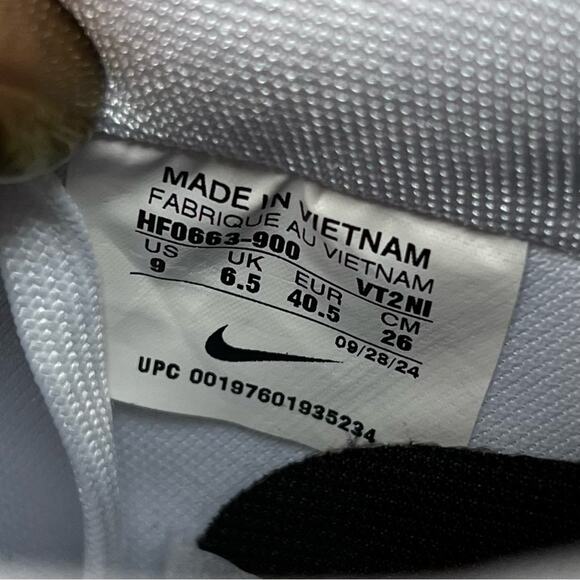 MADE IN VIETNAM
FABRIQUE AU VIETNAM
HF0663-900 VT2NI
US UK EUR CM
9 6.5 40.5 26
09/28/24
UPC 00197601935234